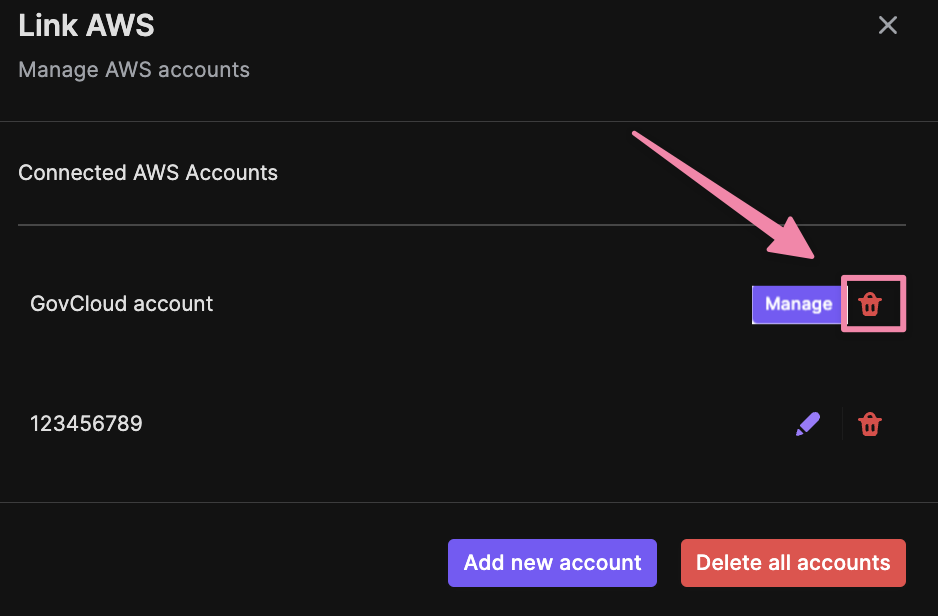 Link AWS
Manage AWS accounts
Connected AWS Accounts
GovCloud account
Manage
123456789
Add new account
Delete all accounts